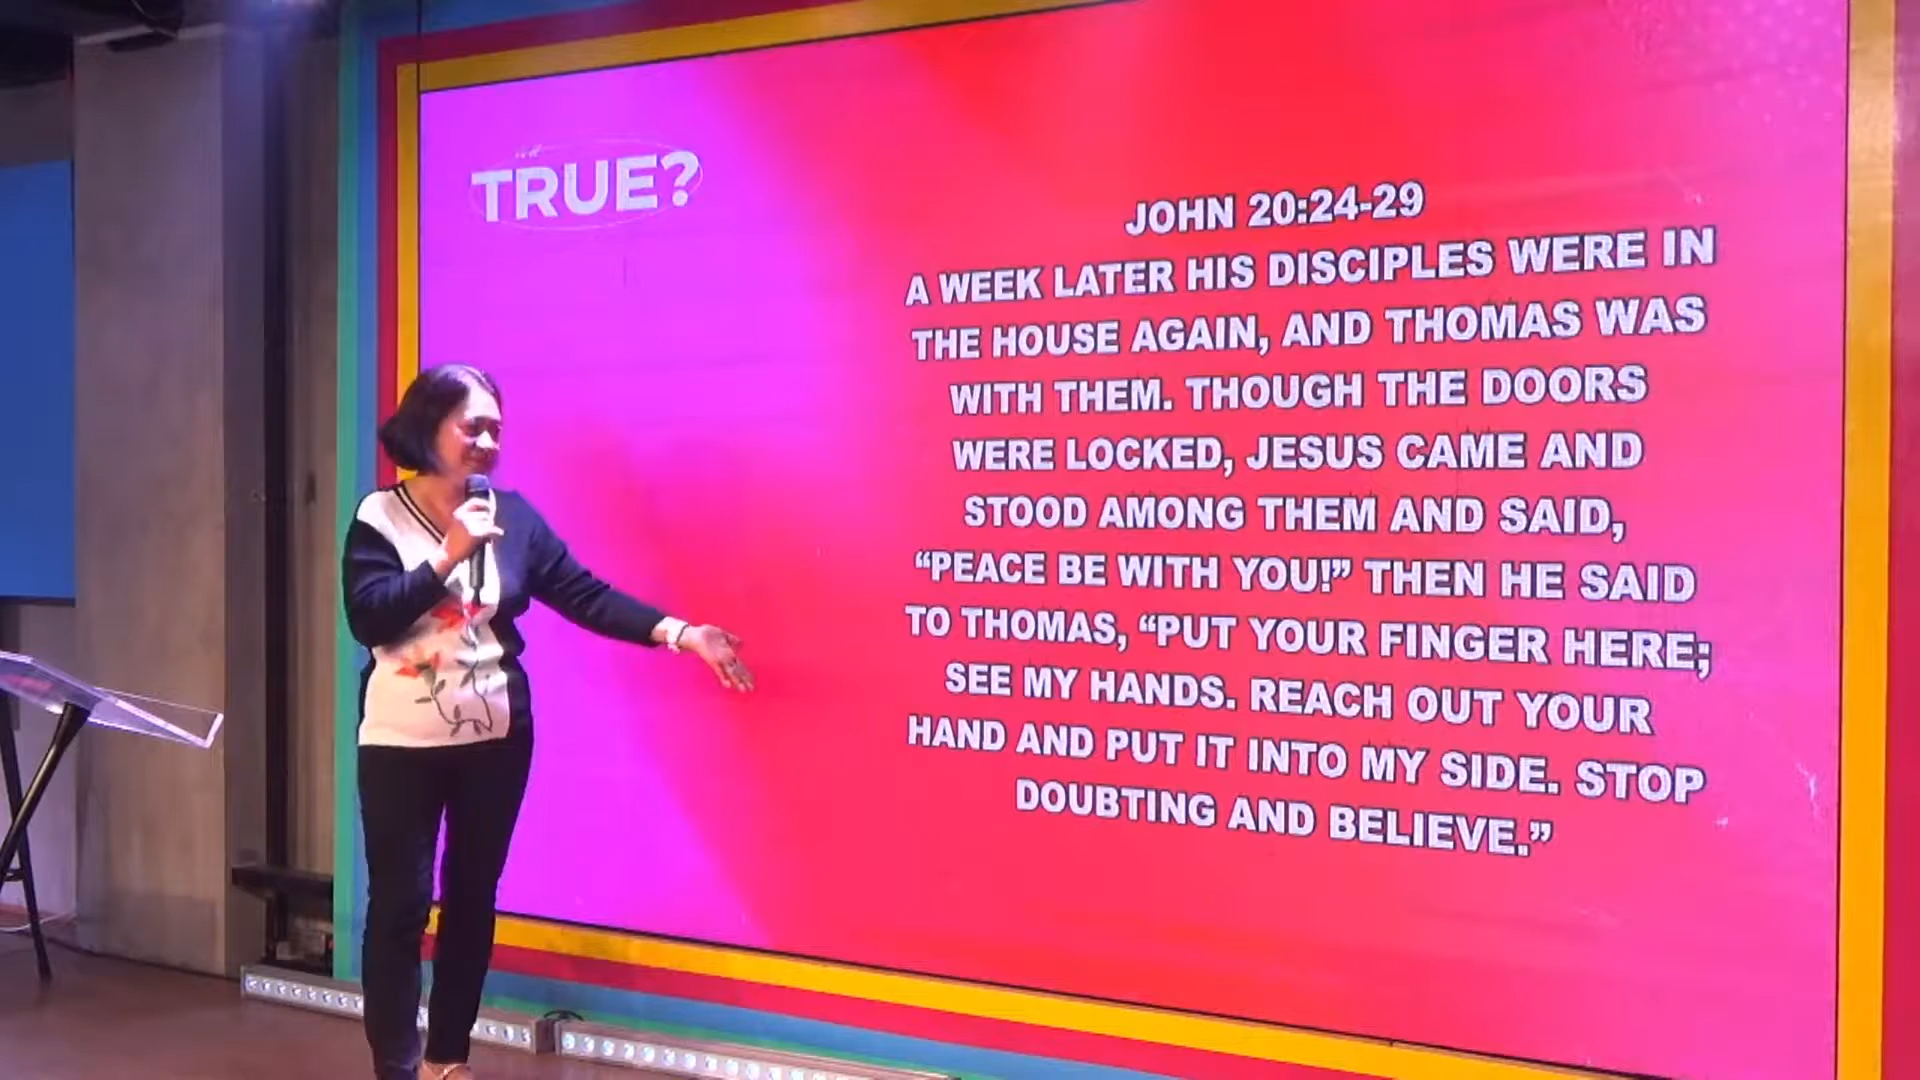 TRUE?
JOHN 20:24-29
A WEEK LATER HIS DISCIPLES WERE IN
THE HOUSE AGAIN, AND THOMAS WAS
WITH THEM. THOUGH THE DOORS
WERE LOCKED, JESUS CAME AND
STOOD AMONG THEM AND SAID,
“PEACE BE WITH YOU!” THEN HE SAID
TO THOMAS, “PUT YOUR FINGER HERE;
SEE MY HANDS. REACH OUT YOUR
HAND AND PUT IT INTO MY SIDE. STOP
DOUBTING AND BELIEVE.”